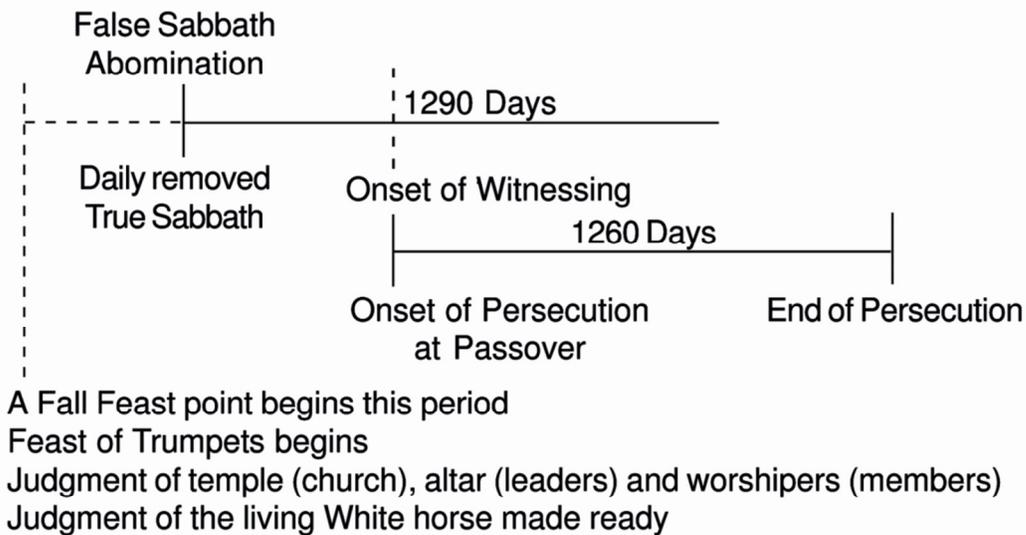 False Sabbath
Abomination
1290 Days
Daily removed
True Sabbath
Onset of Witnessing
1260 Days
Onset of Persecution
at Passover
End of Persecution
A Fall Feast point begins this period
Feast of Trumpets begins
Judgment of temple (church), altar (leaders) and worshipers (members)
Judgment of the living White horse made ready